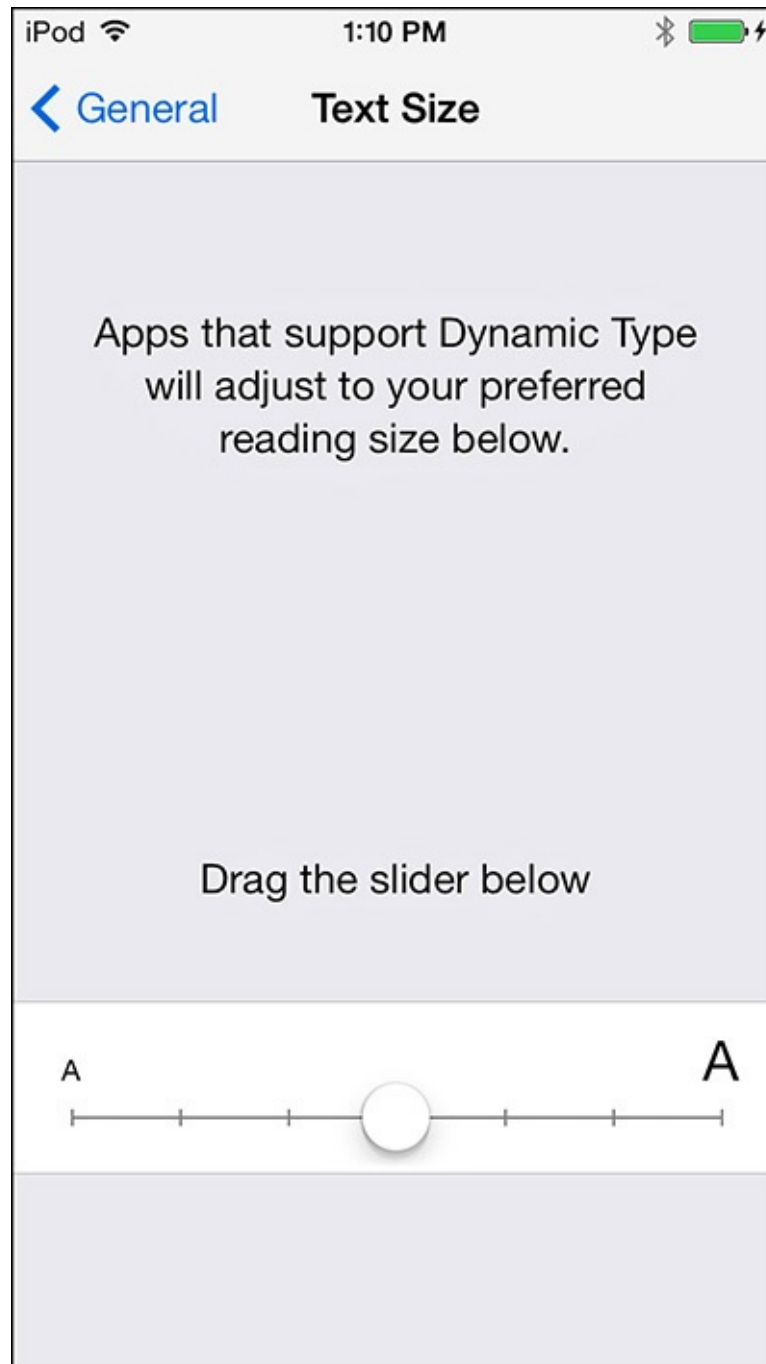 iPod 1:10 PM
General Text Size
Apps that support Dynamic Type
will adjust to your preferred
reading size below.
Drag the slider below
A A